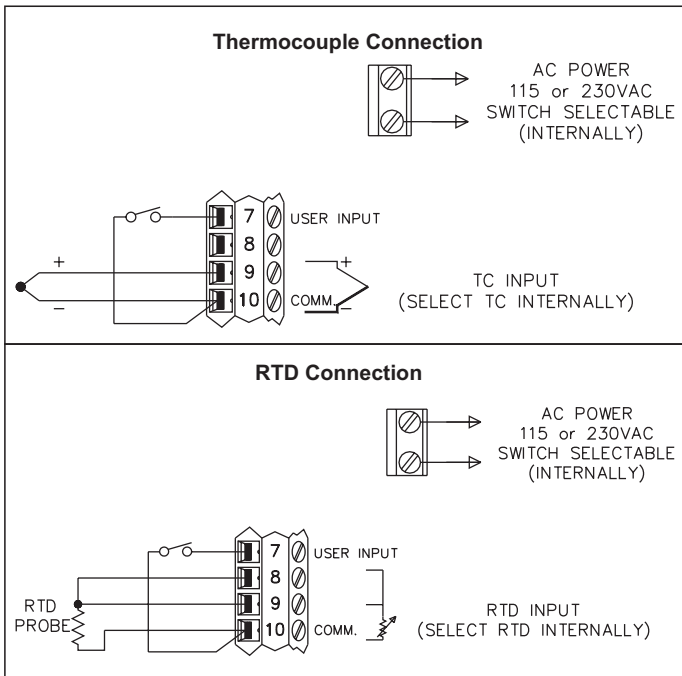 Thermocouple Connection
AC POWER
115 or 230VAC
SWITCH SELECTABLE
(INTERNALLY)
7 USER INPUT
8
+ 9 +
- 10 COMM. -
TC INPUT
(SELECT TC INTERNALLY)
RTD Connection
AC POWER
115 or 230VAC
SWITCH SELECTABLE
(INTERNALLY)
7 USER INPUT
8
9
10 COMM.
RTD
PROBE
RTD INPUT
(SELECT RTD INTERNALLY)